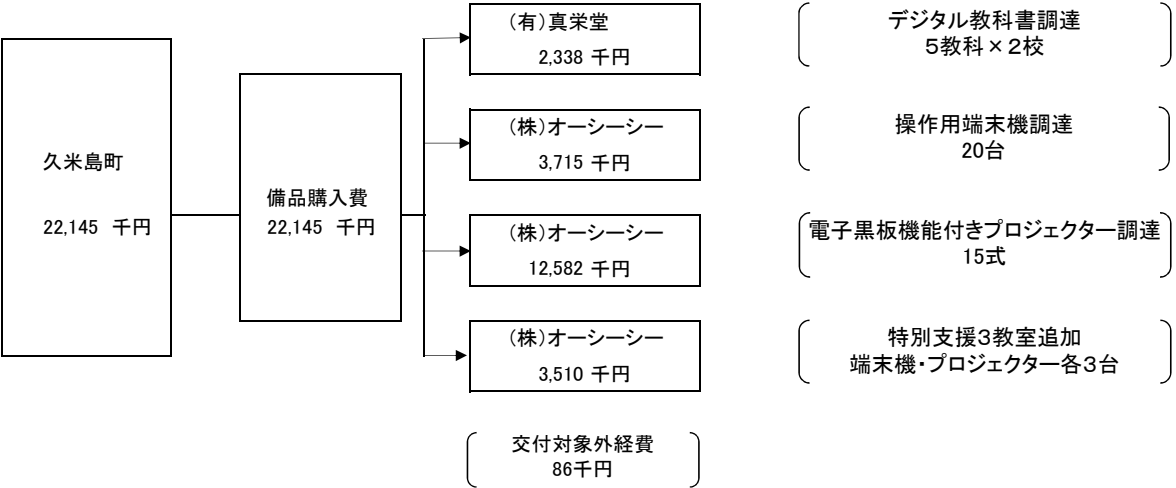 久米島町
22,145 千円
備品購入費
22,145 千円
(有)真栄堂
2,338 千円
デジタル教科書調達
5教科×2校
(株)オーシーシー
3,715 千円
操作用端末機調達
20台
(株)オーシーシー
12,582 千円
電子黒板機能付きプロジェクター調達
15式
(株)オーシーシー
3,510 千円
特別支援3教室追加
端末機・プロジェクター各3台
交付対象外経費
86千円